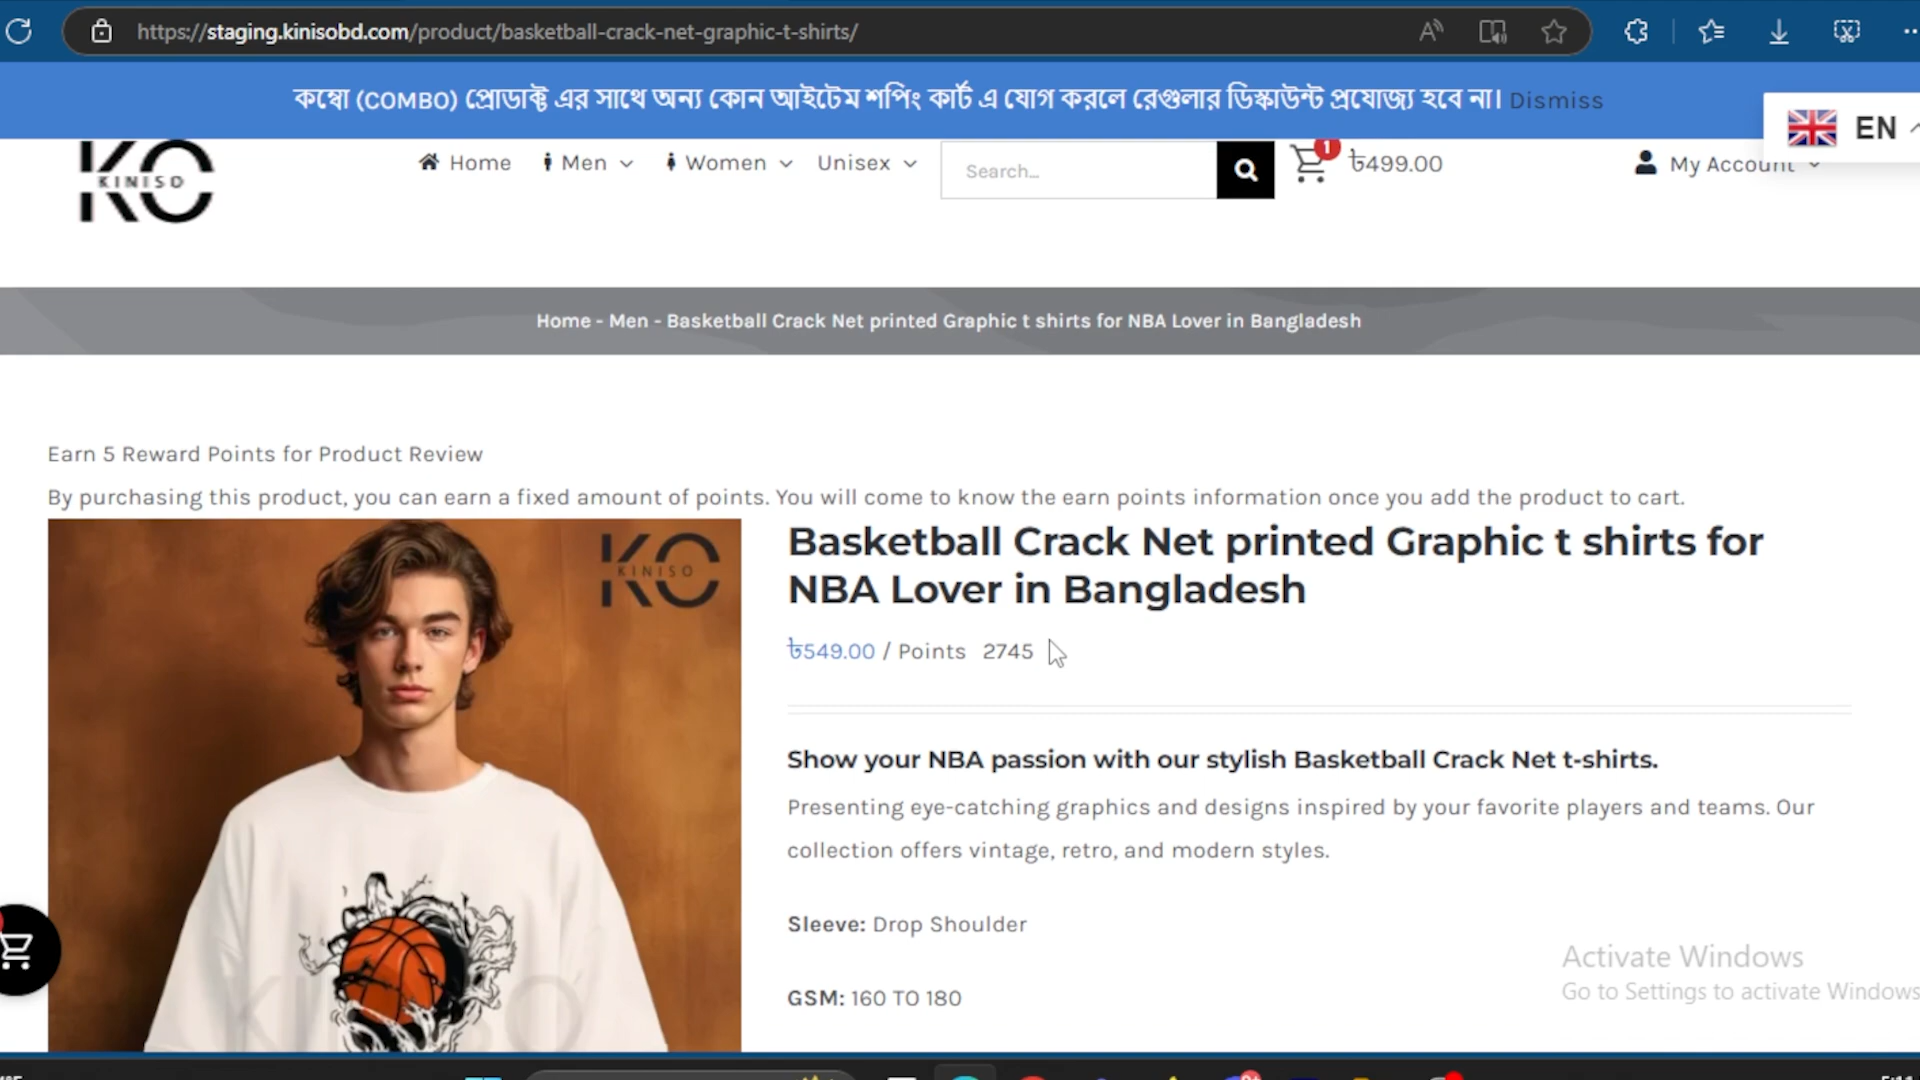 https://staging.kinisobd.com/product/basketball-crack-net-graphic-t-shirts/
কম্বো (COMBO) প্রোডাক্ট এর সাথে অন্য কোন আইটেম শপিং কার্ট এ যোগ করলে রেগুলার ডিস্কাউন্ট প্রযোজ্য হবে না। Dismiss
EN
KO
KINISO
Home Men Women Unisex Search... 1 ৳499.00 My Account
Home - Men - Basketball Crack Net printed Graphic t shirts for NBA Lover in Bangladesh
Earn 5 Reward Points for Product Review
By purchasing this product, you can earn a fixed amount of points. You will come to know the earn points information once you add the product to cart.
KO
KINISO
Basketball Crack Net printed Graphic t shirts for
NBA Lover in Bangladesh
৳549.00 / Points 2745
Show your NBA passion with our stylish Basketball Crack Net t-shirts.
Presenting eye-catching graphics and designs inspired by your favorite players and teams. Our
collection offers vintage, retro, and modern styles.
Sleeve: Drop Shoulder
GSM: 160 TO 180
Activate Windows
Go to Settings to activate Windows